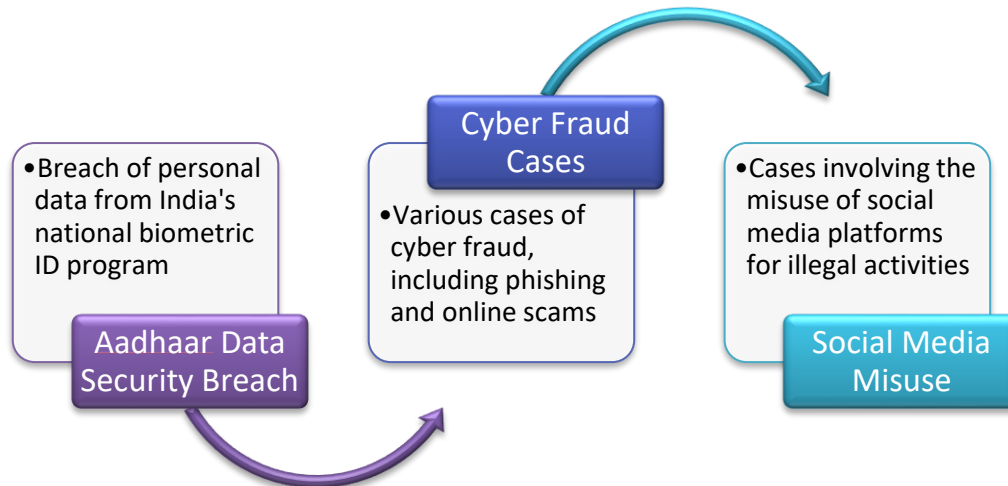 •Breach of personal
data from India's
national biometric
ID program
Aadhaar Data
Security Breach
Cyber Fraud
Cases
•Various cases of
cyber fraud,
including phishing
and online scams
•Cases involving the
misuse of social
media platforms
for illegal activities
Social Media
Misuse